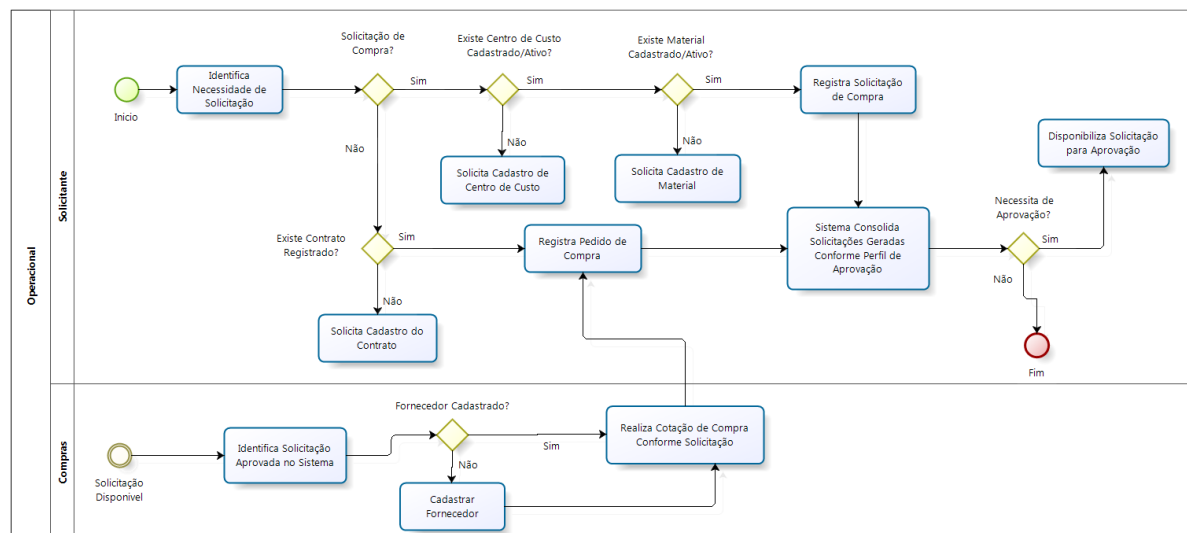 Operacional
Solicitante
Solicitação de
Compra?
Existe Centro de Custo
Cadastrado/Ativo?
Existe Material
Cadastrado/Ativo?
Inicio
Identifica
Necessidade de
Solicitação
Sim
Sim
Sim
Registra Solicitação
de Compra
Não
Não
Não
Solicita Cadastro de
Centro de Custo
Solicita Cadastro de
Material
Disponibiliza Solicitação
para Aprovação
Existe Contrato
Registrado?
Sim
Registra Pedido de
Compra
Sistema Consolida
Solicitações Geradas
Conforme Perfil de
Aprovação
Necessita de
Aprovação?
Sim
Não
Não
Solicita Cadastro do
Contrato
Fim
Compras
Solicitação
Disponivel
Identifica Solicitação
Aprovada no Sistema
Fornecedor Cadastrado?
Sim
Não
Cadastrar
Fornecedor
Realiza Cotação de Compra
Conforme Solicitação